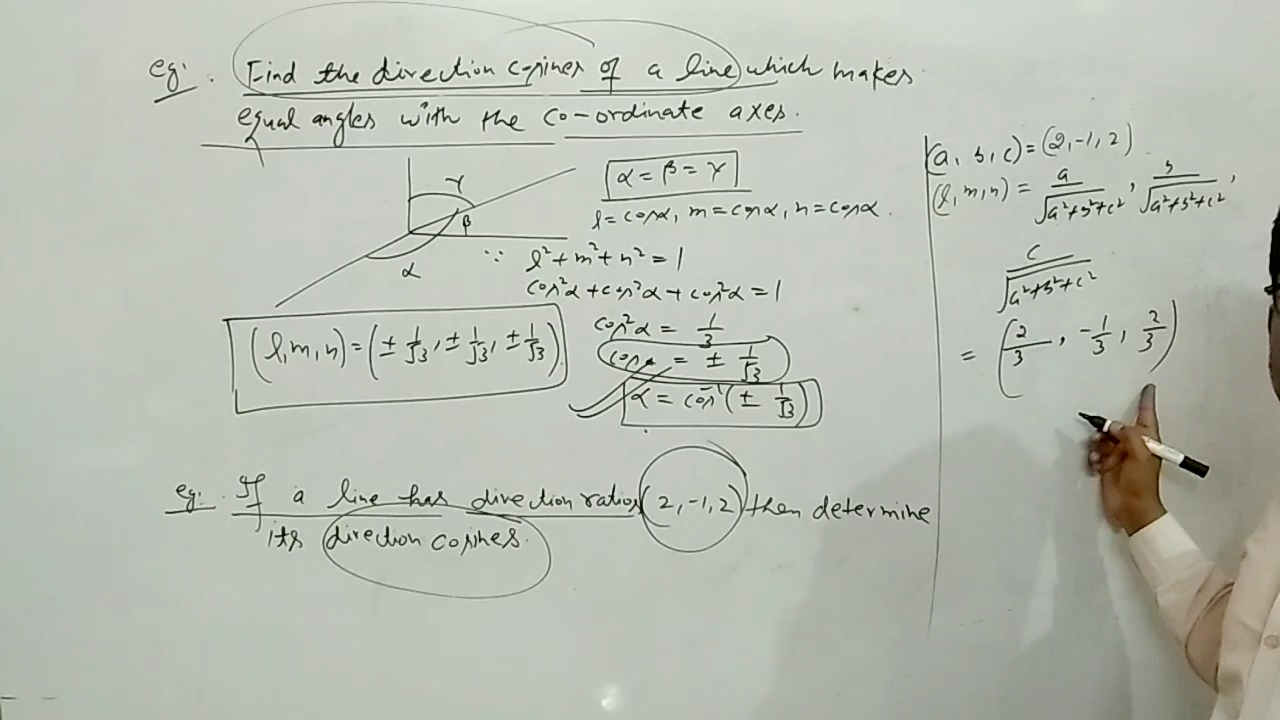 eg:. Find the direction cosines of a line which makes
equal angles with the co-ordinate axes.
γ
β
α
α = β = γ
l = cosα, m = cosα, n = cosα.
∵ l² + m² + n² = 1
cos²α + cos²α + cos²α = 1
cos²α = 1/3
cosα = ± 1/√3
α = cos⁻¹(± 1/√3)
(l, m, n) = (± 1/√3, ± 1/√3, ± 1/√3)
eg:. If a line has direction ratios (2, -1, 2) then determine
its direction cosines.
(a, b, c) = (2, -1, 2)
(l, m, n) = a/√(a²+b²+c²), b/√(a²+b²+c²),
c/√(a²+b²+c²)
= (2/3, -1/3, 2/3)